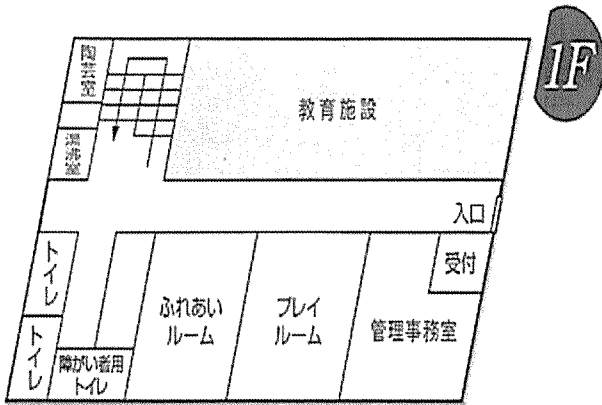 1F
陶芸室
教育施設
湯沸室
入口
受付
トイレ
ふれあい
ルーム
プレイ
ルーム
管理事務室
トイレ
障がい者用
トイレ